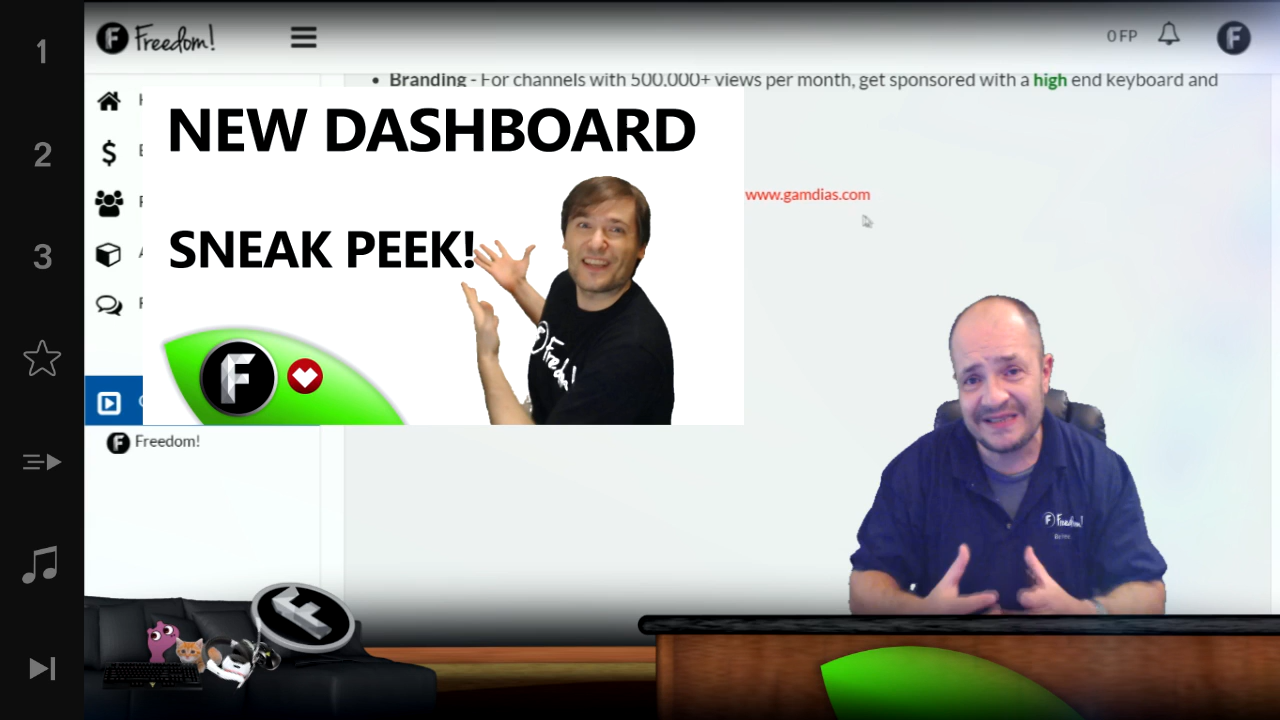 1
2
3
Freedom!
0 FP
Branding - For channels with 500,000+ views per month, get sponsored with a high end keyboard and
NEW DASHBOARD
SNEAK PEEK!
www.gamdias.com
Freedom!
Freedom!
Freedom!